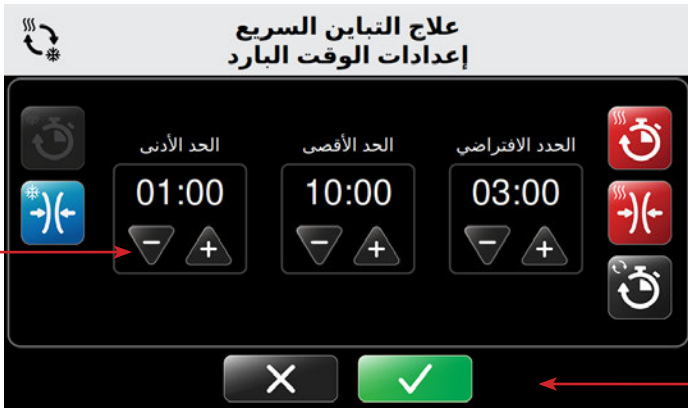 علاج التباين السريع
إعدادات الوقت البارد
الحدد الافتراضي
الحد الأقصى
الحد الأدنى
03:00
10:00
01:00